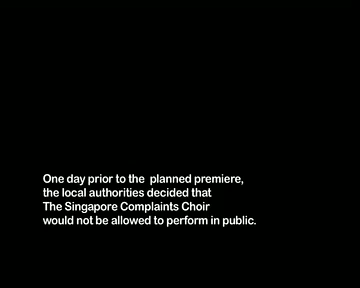 One day prior to the planned premiere,
the local authorities decided that
The Singapore Complaints Choir
would not be allowed to perform in public.